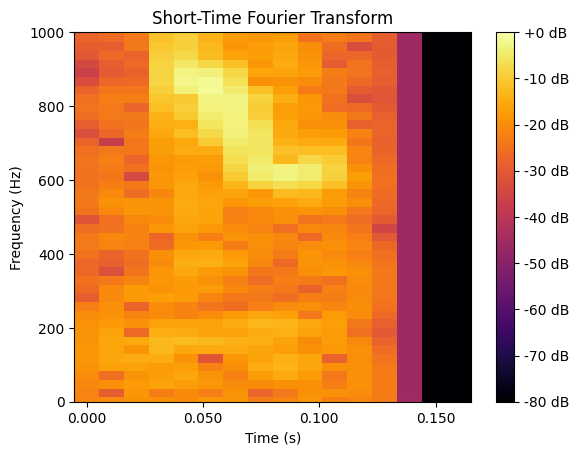 Short-Time Fourier Transform
Frequency (Hz)
1000
800
600
400
200
0
0.000
0.050
0.100
0.150
Time (s)
+0 dB
-10 dB
-20 dB
-30 dB
-40 dB
-50 dB
-60 dB
-70 dB
-80 dB